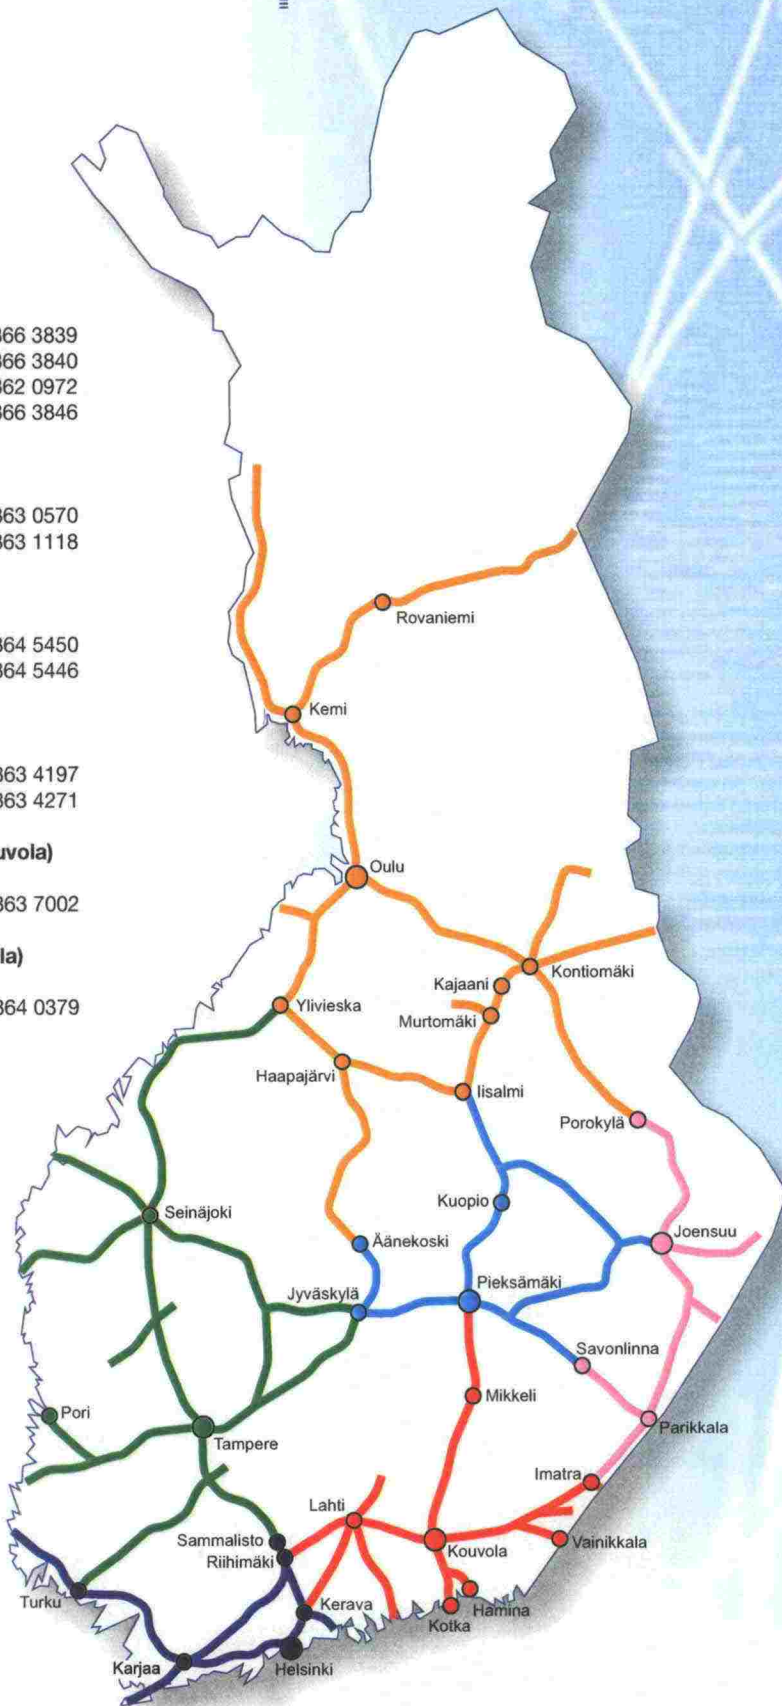 366 3839
366 3840
362 0972
366 3846
363 0570
363 1118
364 5450
364 5446
363 4197
363 4271
uvola)
363 7002
la)
364 0379
Rovaniemi
Kemi
Oulu
Kontiomäki
Kajaani
Ylivieska
Murtomäki
Haapajärvi
Iisalmi
Porokylä
Kuopio
Seinäjoki
Joensuu
Äänekoski
Pieksämäki
Jyväskylä
Savonlinna
Mikkeli
Pori
Parikkala
Tampere
Imatra
Lahti
Sammalisto
Vainikkala
Kouvola
Riihimäki
Turku
Kerava
Hamina
Kotka
Karjaa
Helsinki